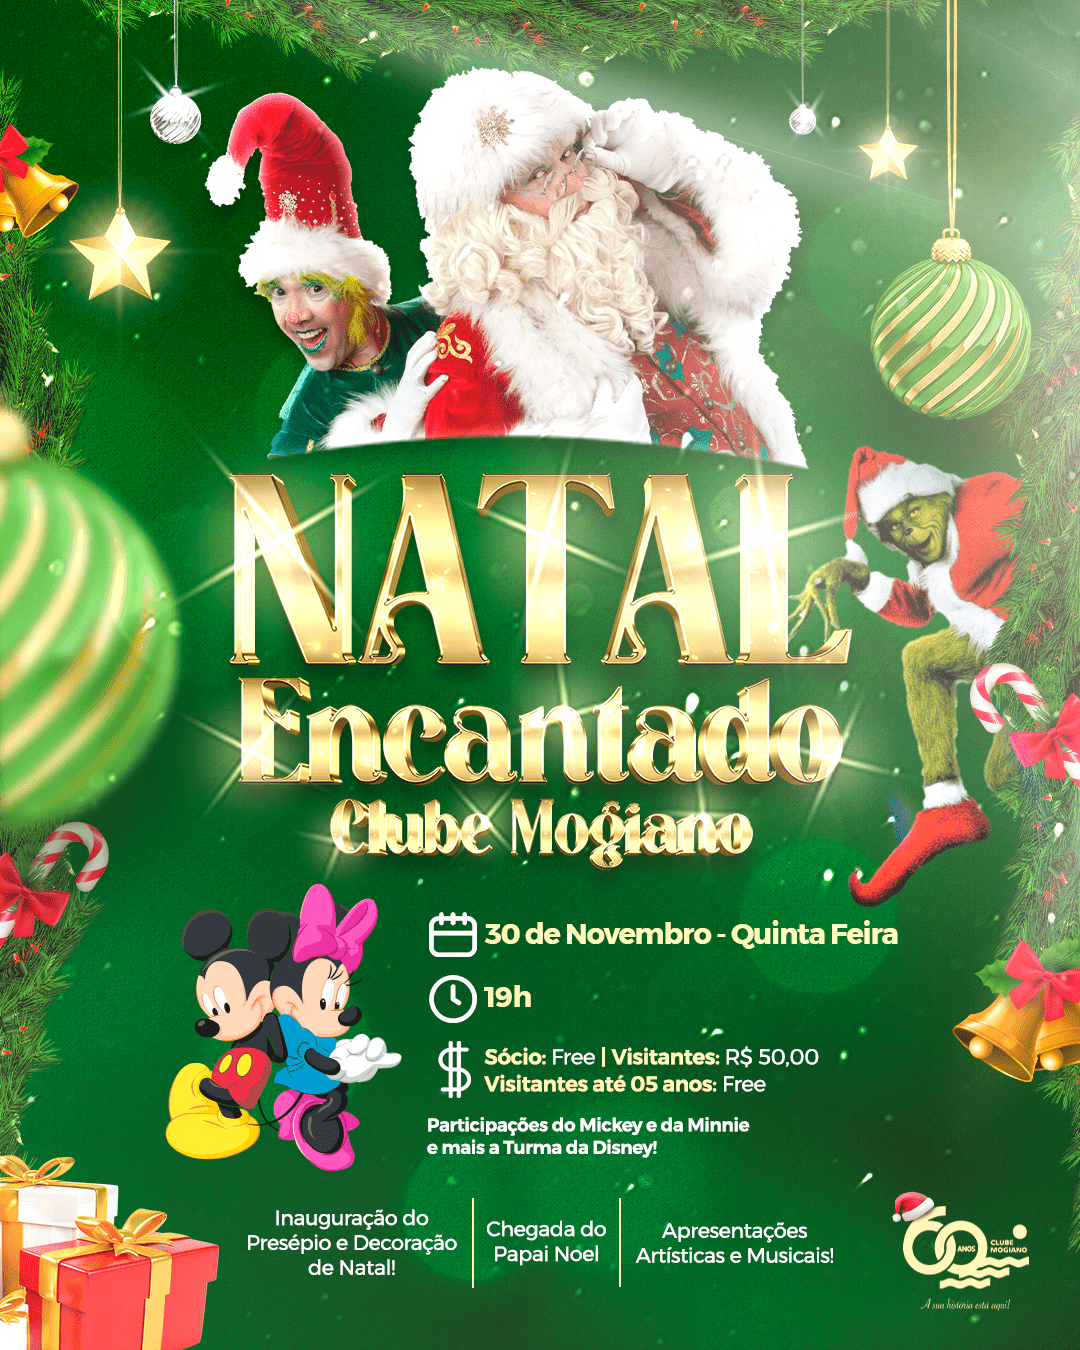 NATAL
Encantado
Clube Mogiano
30 de Novembro - Quinta Feira
19h
Sócio: Free | Visitantes: R$ 50,00
Visitantes até 05 anos: Free
Participações do Mickey e da Minnie
e mais a Turma da Disney!
Inauguração do
Presépio e Decoração
de Natal!
Chegada do
Papai Noel
Apresentações
Artísticas e Musicais!
60
ANOS
CLUBE
MOGIANO
A sua história está aqui!